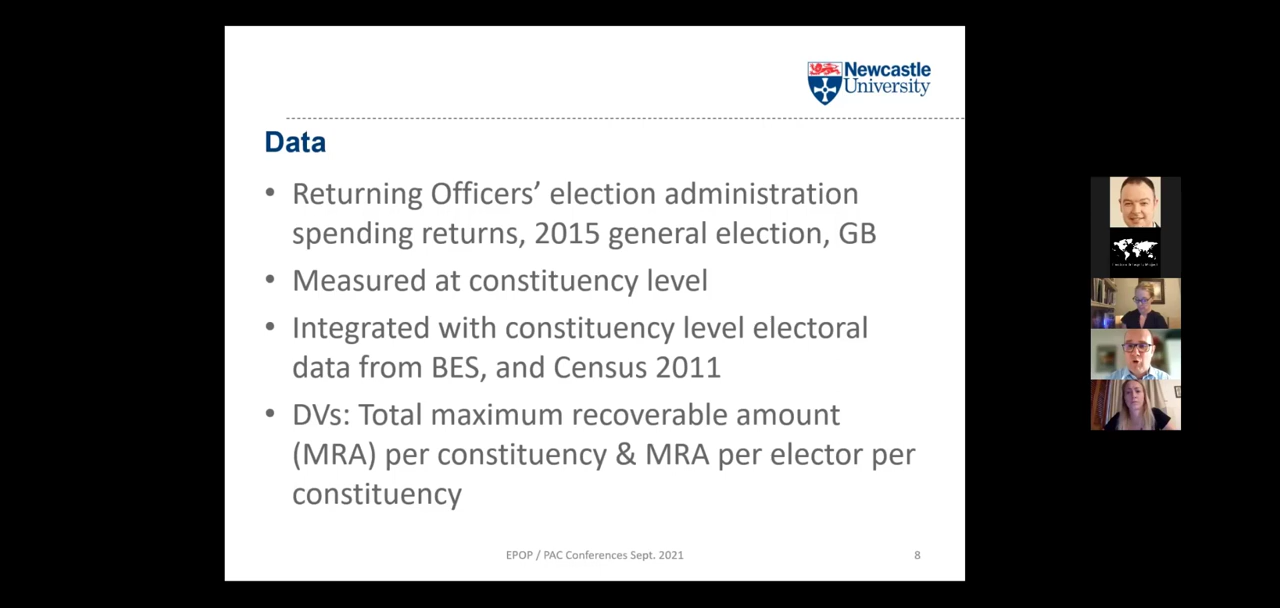 Newcastle
University
Data
• Returning Officers’ election administration
spending returns, 2015 general election, GB
• Measured at constituency level
• Integrated with constituency level electoral
data from BES, and Census 2011
• DVs: Total maximum recoverable amount
(MRA) per constituency & MRA per elector per
constituency
EPOP / PAC Conferences Sept. 2021
8